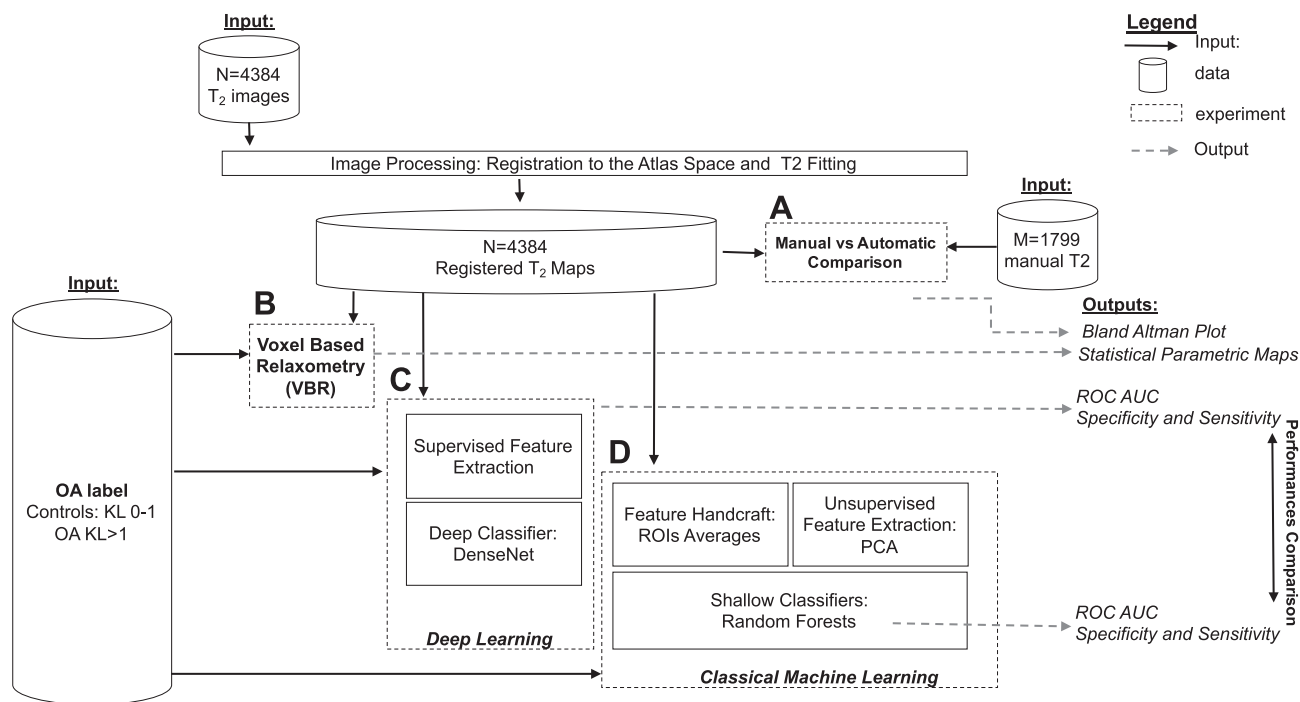 Input:
N=4384
T2 images
Legend
Input:
data
experiment
Output
Image Processing: Registration to the Atlas Space and T2 Fitting
N=4384
Registered T2 Maps
A
Manual vs Automatic
Comparison
Input:
M=1799
manual T2
Input:
OA label
Controls: KL 0-1
OA KL>1
B
Voxel Based
Relaxometry
(VBR)
Outputs:
Bland Altman Plot
Statistical Parametric Maps
C
Supervised Feature
Extraction
Deep Classifier:
DenseNet
Deep Learning
ROC AUC
Specificity and Sensitivity
D
Feature Handcraft:
ROIs Averages
Unsupervised
Feature Extraction:
PCA
Shallow Classifiers:
Random Forests
Classical Machine Learning
ROC AUC
Specificity and Sensitivity
Performances Comparison